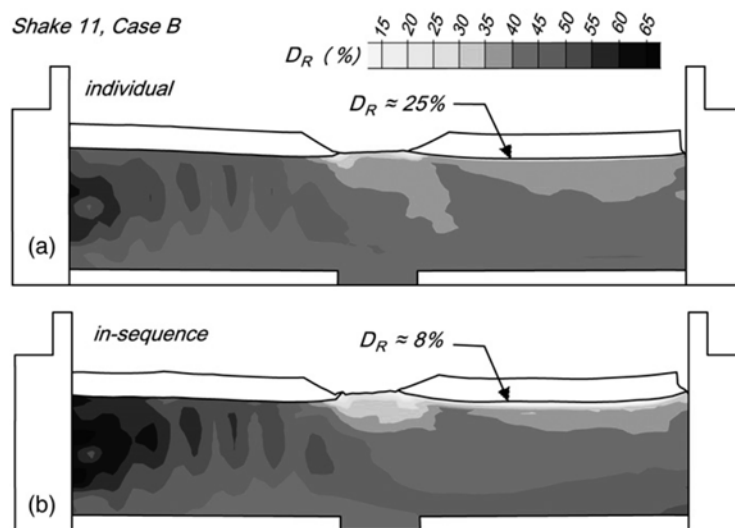 Shake 11, Case B
15 20 25 30 35 40 45 50 55 60 65
D_R (%)
individual
D_R ≈ 25%
(a)
in-sequence
D_R ≈ 8%
(b)